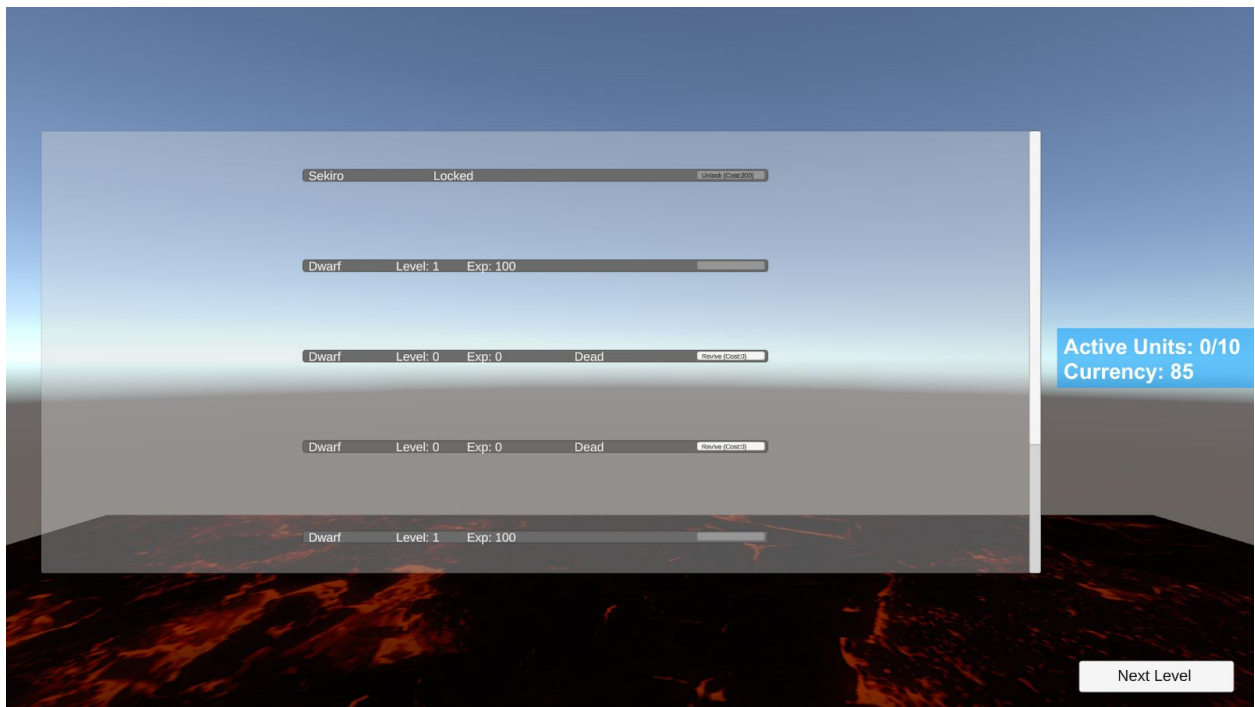 Sekiro Locked Unlock (Cost:200)
Dwarf Level: 1 Exp: 100
Dwarf Level: 0 Exp: 0 Dead Revive (Cost:0)
Active Units: 0/10
Currency: 85
Dwarf Level: 0 Exp: 0 Dead Revive (Cost:0)
Dwarf Level: 1 Exp: 100
Next Level